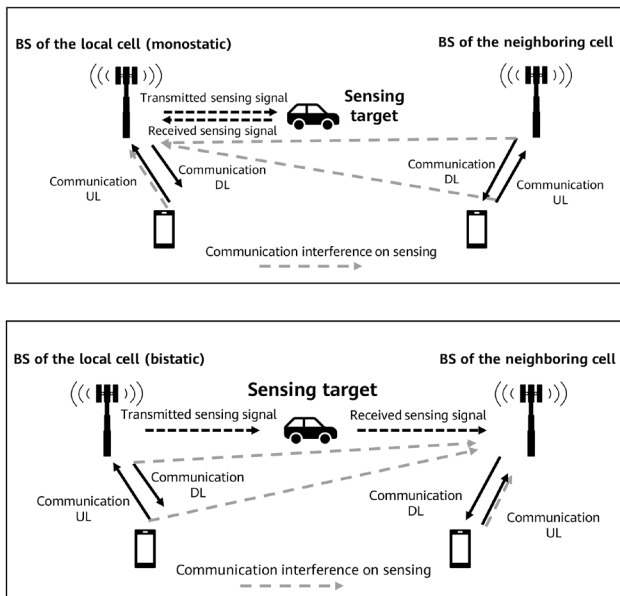 BS of the local cell (monostatic)
BS of the neighboring cell
Transmitted sensing signal
Received sensing signal
Sensing
target
Communication
UL
Communication
DL
Communication
DL
Communication
UL
Communication interference on sensing
BS of the local cell (bistatic)
BS of the neighboring cell
Sensing target
Transmitted sensing signal
Received sensing signal
Communication
UL
Communication
DL
Communication
DL
Communication
UL
Communication interference on sensing